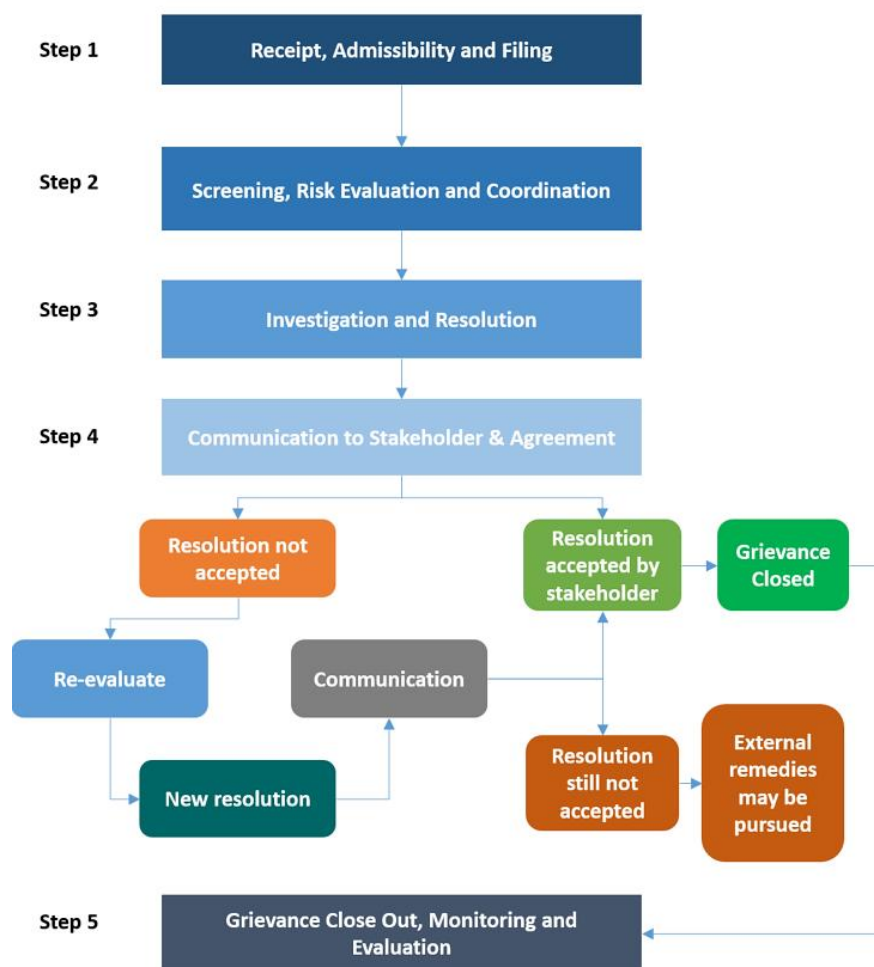 Step 1
Receipt, Admissibility and Filing
Step 2
Screening, Risk Evaluation and Coordination
Step 3
Investigation and Resolution
Step 4
Communication to Stakeholder & Agreement
Resolution not
accepted
Resolution
accepted by
stakeholder
Grievance
Closed
Re-evaluate
Communication
New resolution
Resolution
still not
accepted
External
remedies
may be
pursued
Step 5
Grievance Close Out, Monitoring and
Evaluation